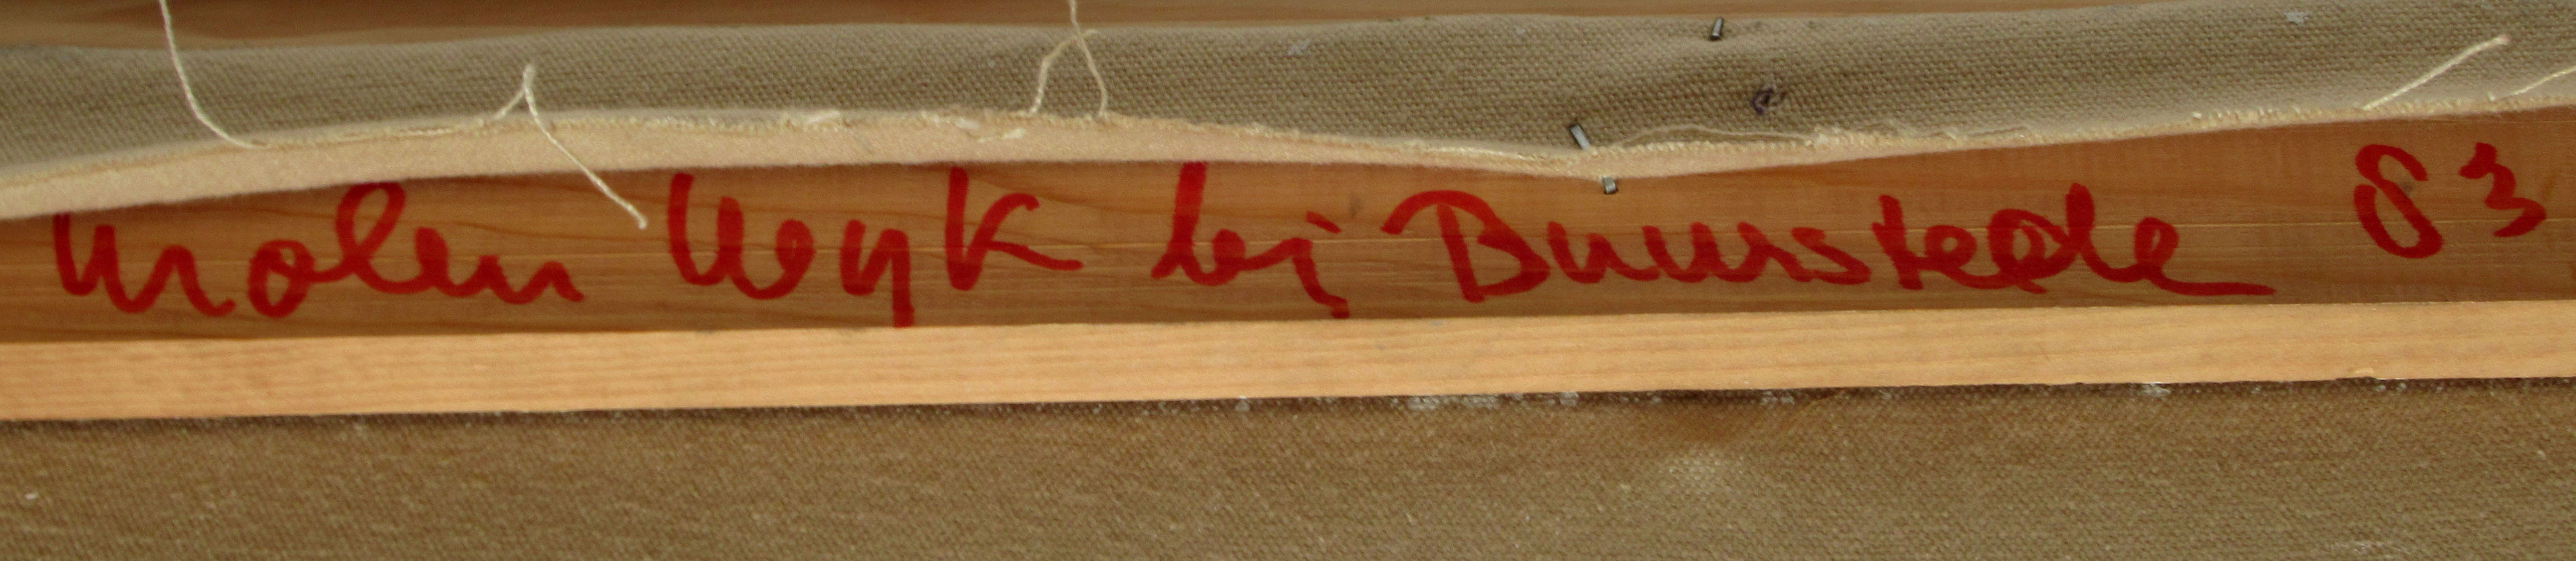 Molen Wyk bij Duurstede 83